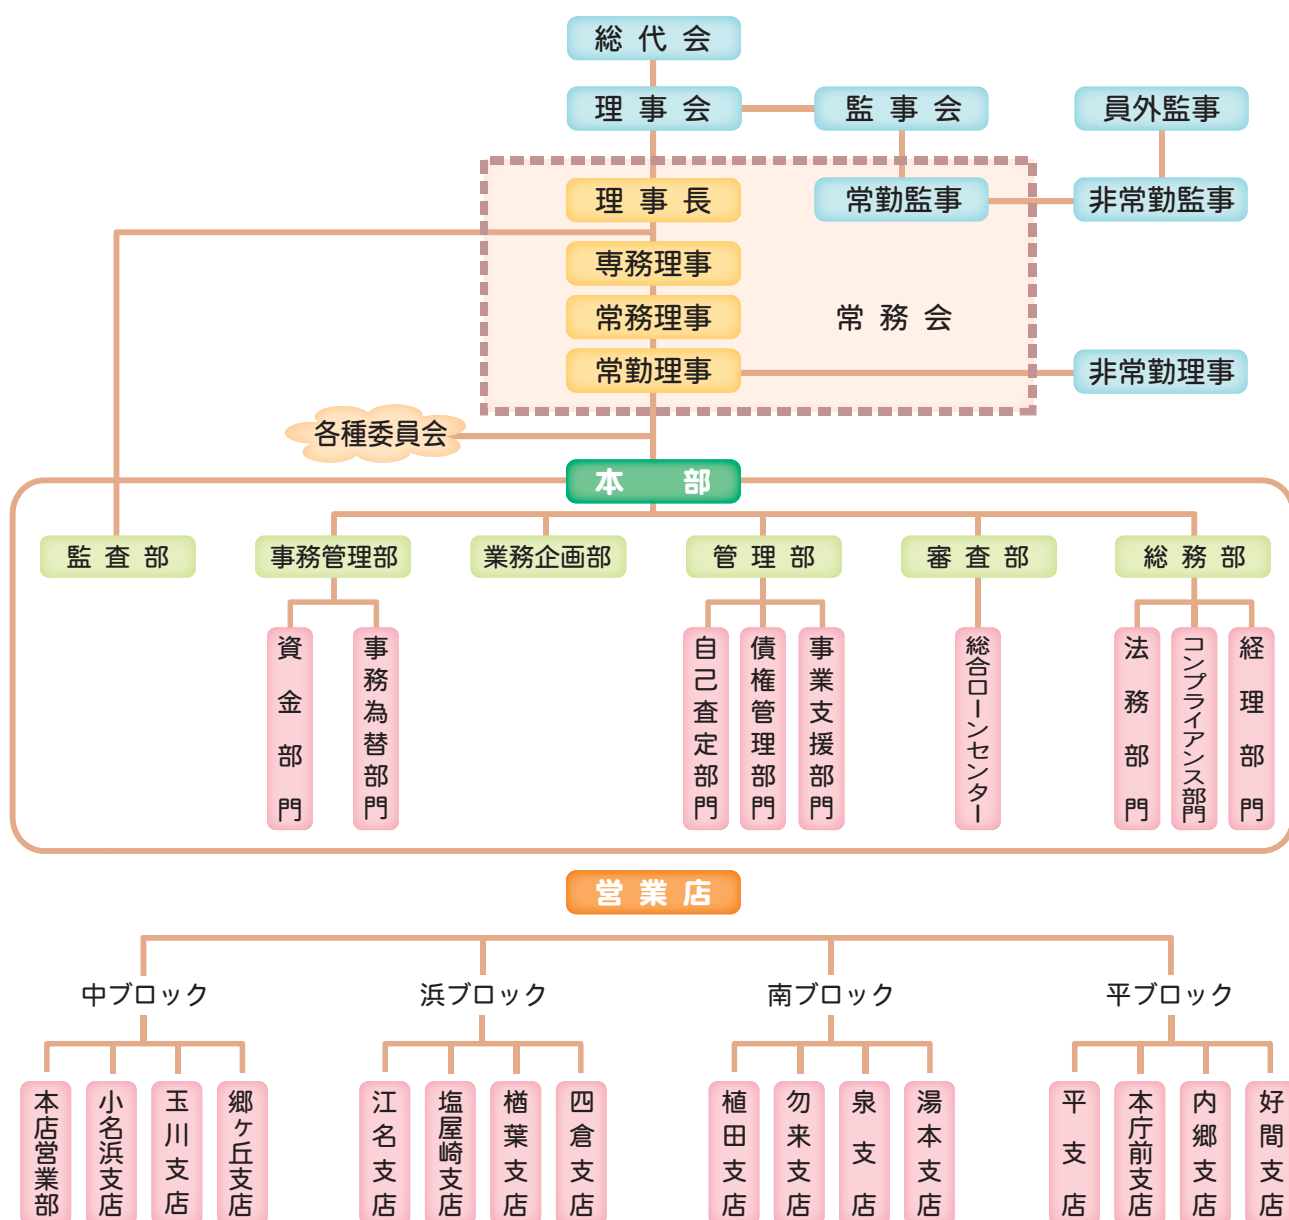 総代会
理事会
監事会
員外監事
理事長
常勤監事
非常勤監事
専務理事
常務理事
常務会
常勤理事
非常勤理事
各種委員会
本部
監査部
事務管理部
業務企画部
管理部
審査部
総務部
資金部門
事務為替部門
自己査定部門
債権管理部門
事業支援部門
総合ローンセンター
法務部門
コンプライアンス部門
経理部門
営業店
中ブロック
浜ブロック
南ブロック
平ブロック
本店営業部
小名浜支店
玉川支店
郷ヶ丘支店
江名支店
塩屋崎支店
楢葉支店
四倉支店
植田支店
勿来支店
泉支店
湯本支店
平支店
本庁前支店
内郷支店
好間支店